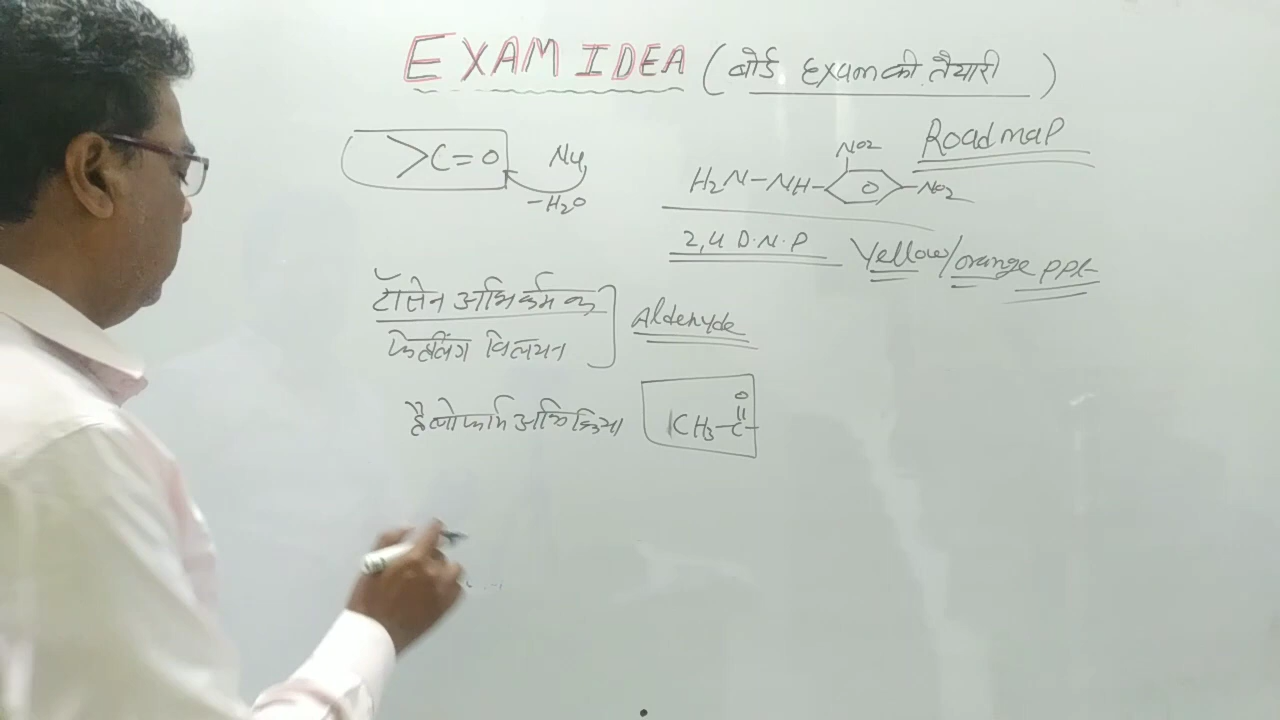 EXAM IDEA (बोर्ड Exam की तैयारी)
Roadmap
>C=O Nu
-H2O
NO2
H2N-NH- -NO2
2,4 D.N.P Yellow/orange ppt
टॉलेन अभिकर्मक
Aldehyde
फेहलिंग विलयन
हैलोफार्म अभिक्रिया
O
CH3-C-